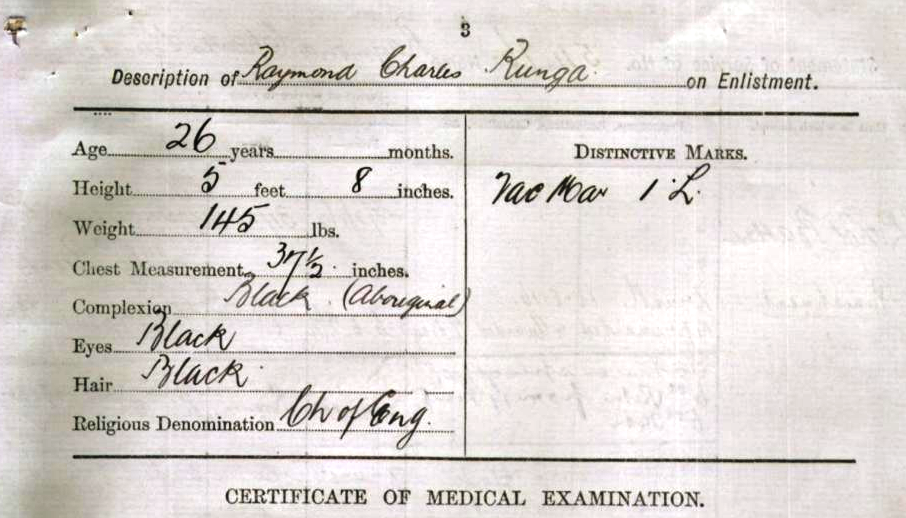 3
Description of Raymond Charles Runga on Enlistment.
Age 26 years months.
Height 5 feet 8 inches.
Weight 145 lbs.
Chest Measurement 37 1/2 inches.
Complexion Black (Aboriginal)
Eyes Black
Hair Black
Religious Denomination Ch of Eng.
DISTINCTIVE MARKS.
Vac Mar 1 L.
CERTIFICATE OF MEDICAL EXAMINATION.